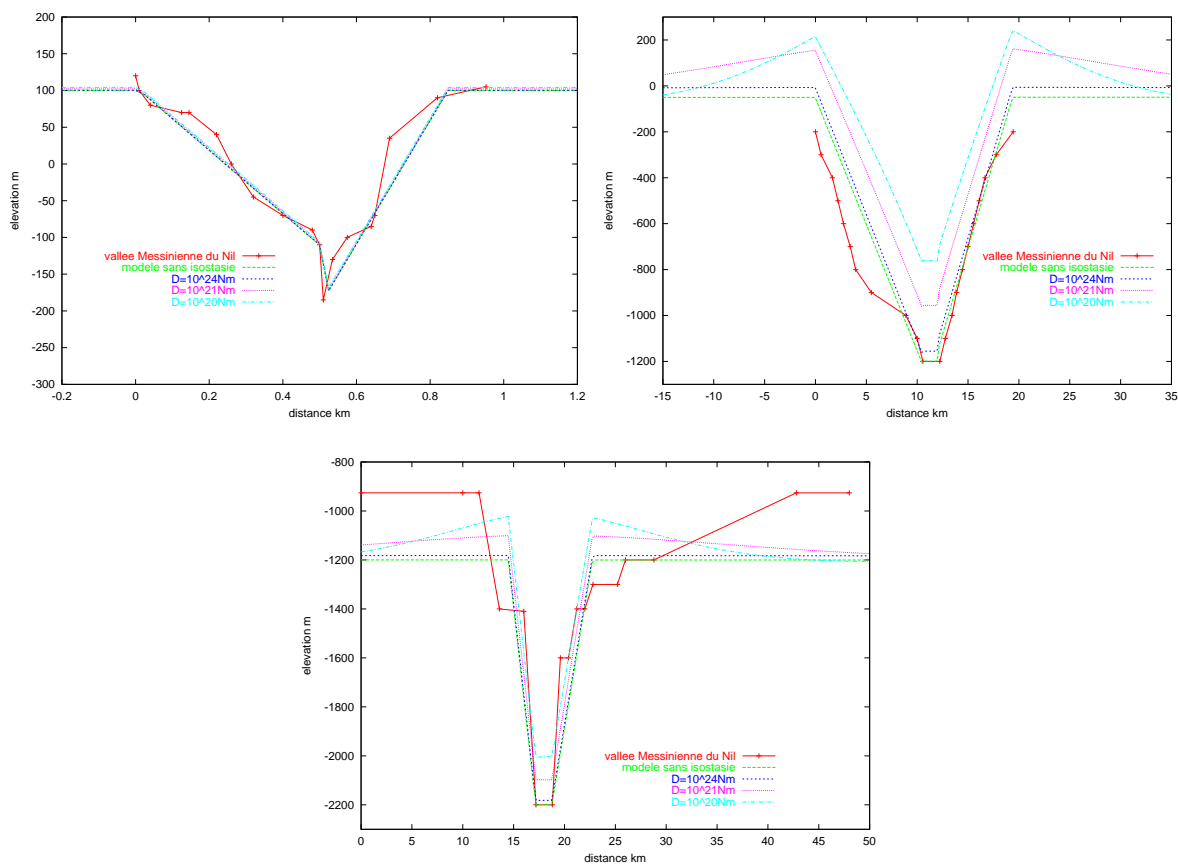 200
150
100
50
0
-50
-100
-150
-200
-250
-300
elevation m
-0.2 0 0.2 0.4 0.6 0.8 1 1.2
distance km
vallee Messinienne du Nil
modele sans isostasie
D=10^24Nm
D=10^21Nm
D=10^20Nm
200
0
-200
-400
-600
-800
-1000
-1200
elevation m
-15 -10 -5 0 5 10 15 20 25 30 35
distance km
vallee Messinienne du Nil
modele sans isostasie
D=10^24Nm
D=10^21Nm
D=10^20Nm
-800
-1000
-1200
-1400
-1600
-1800
-2000
-2200
elevation m
0 5 10 15 20 25 30 35 40 45 50
distance km
vallee Messinienne du Nil
modele sans isostasie
D=10^24Nm
D=10^21Nm
D=10^20Nm